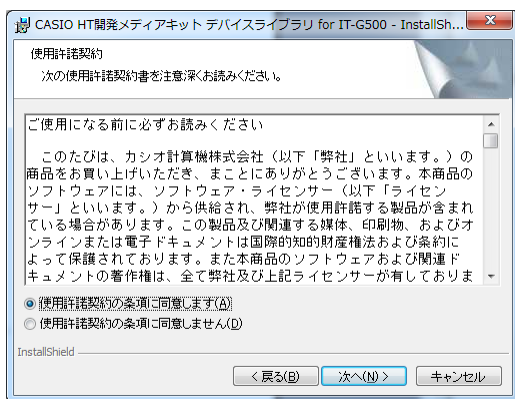 CASIO HT開発メディアキット デバイスライブラリ for IT-G500 - InstallSh...
使用許諾契約
次の使用許諾契約書を注意深くお読みください。
ご使用になる前に必ずお読みください
このたびは、カシオ計算機株式会社（以下「弊社」といいます。）の
商品をお買い上げいただき、まことにありがとうございます。本商品の
ソフトウェアには、ソフトウェア・ライセンサー（以下「ライセン
サー」といいます。）から供給され、弊社が使用許諾する製品が含まれ
ている場合があります。この製品及び関連する媒体、印刷物、およびオ
ンラインまたは電子ドキュメントは国際的知的財産権法および条約に
よって保護されております。また本商品のソフトウェアおよび関連ド
キュメントの著作権は、全て弊社及び上記ライセンサーが有しておりま
使用許諾契約の条項に同意します(A)
使用許諾契約の条項に同意しません(D)
InstallShield
< 戻る(B)
次へ(N) >
キャンセル